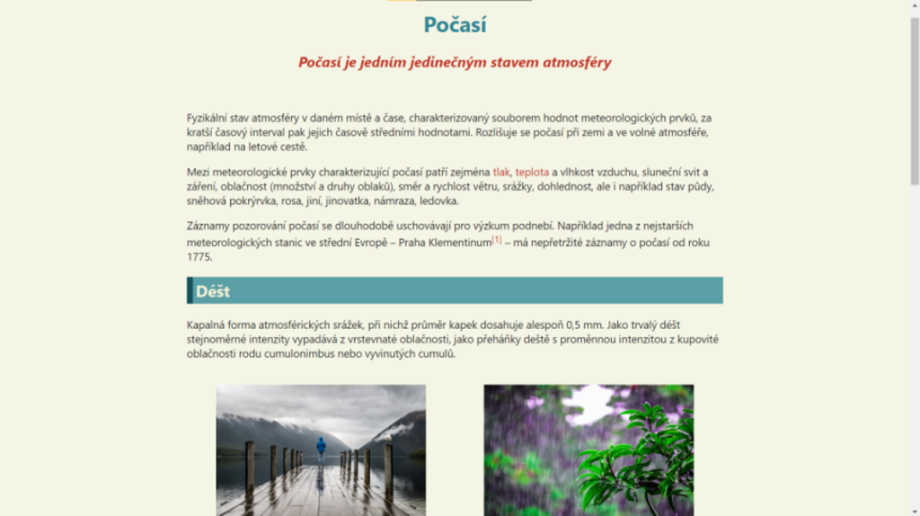 Počasí
Počasí je jedním jedinečným stavem atmosféry
Fyzikální stav atmosféry v daném místě a čase, charakterizovaný souborem hodnot meteorologických prvků, za
kratší časový interval pak jejich časově středními hodnotami. Rozlišuje se počasí při zemi a ve volné atmosféře,
například na letové cestě.
Mezi meteorologické prvky charakterizující počasí patří zejména tlak, teplota a vlhkost vzduchu, sluneční svit a
záření, oblačnost (množství a druhy oblaků), směr a rychlost větru, srážky, dohlednost, ale i například stav půdy,
sněhová pokrývka, rosa, jiní, jinovatka, námraza, ledovka.
Záznamy pozorování počasí se dlouhodobě uschovávají pro výzkum podnebí. Například jedna z nejstarších
meteorologických stanic ve střední Evropě – Praha Klementinum[1] – má nepřetržité záznamy o počasí od roku
1775.
Déšt
Kapalná forma atmosférických srážek, při nichž průměr kapek dosahuje alespoň 0,5 mm. Jako trvalý déšt
stejnoměrné intenzity vypadává z vrstevnaté oblačnosti, jako přeháňky deště s proměnnou intenzitou z kupovité
oblačnosti rodu cumulonimbus nebo vyvinutých cumulů.